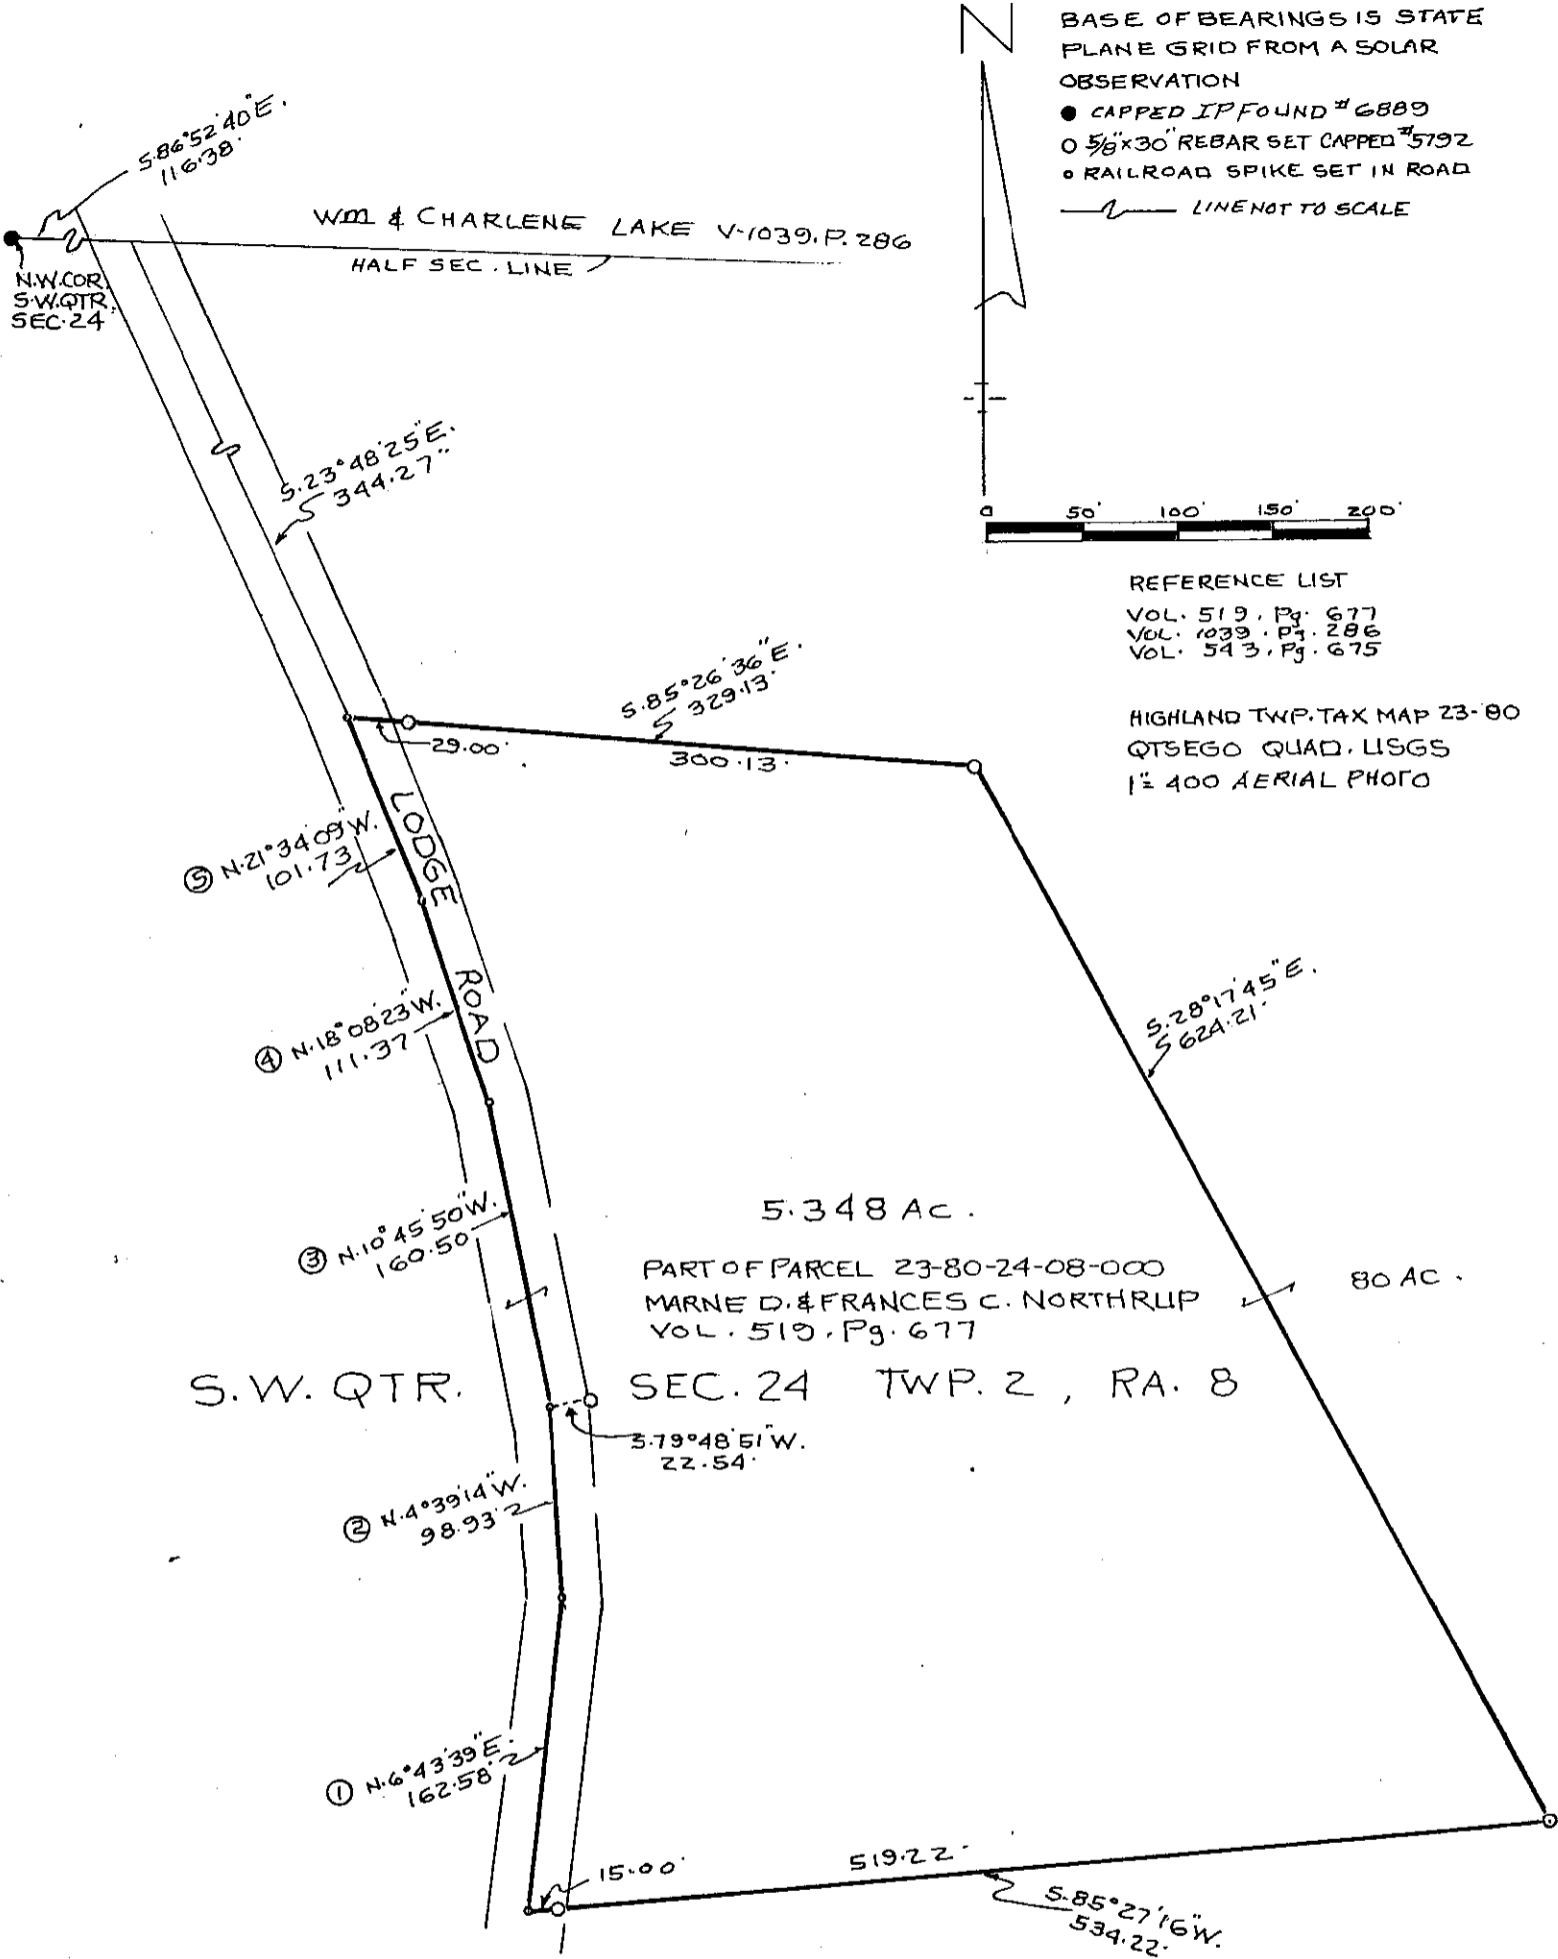 N
BASE OF BEARINGS IS STATE
PLANE GRID FROM A SOLAR
OBSERVATION
CAPPED IP FOUND # 6889
5/8"x30" REBAR SET CAPPED #5792
RAILROAD SPIKE SET IN ROAD
LINE NOT TO SCALE
S.86°52'40"E.
116.38'
WM & CHARLENE LAKE V-1039.P.286
HALF SEC. LINE
N.W.COR.
S.W.QTR.
SEC.24
S.23°48'25"E.
344.27"
0 50' 100' 150' 200'
REFERENCE LIST
VOL. 519, Pg. 677
VOL. 1039, Pg. 286
VOL. 543, Pg. 675
HIGHLAND TWP. TAX MAP 23-80
OTSEGO QUAD. USGS
1"= 400 AERIAL PHOTO
S.85°26'36"E.
329.13'
29.00'
300.13'
LODGE
ROAD
⑤ N.21°34'09"W.
101.73
④ N.18°08'23"W.
111.37
S.28°17'45"E.
624.21'
③ N.10°45'50"W.
160.50
5.348 AC.
PART OF PARCEL 23-80-24-08-000
MARNE D. & FRANCES C. NORTHRUP
VOL. 519, Pg. 677
80 AC.
S.W. QTR. SEC. 24 TWP. 2, RA. 8
S.79°48'51"W.
22.54'
② N.4°39'14"W.
98.93'
① N.6°43'39"E.
162.58'
15.00'
519.22'
S.85°27'16"W.
534.22'